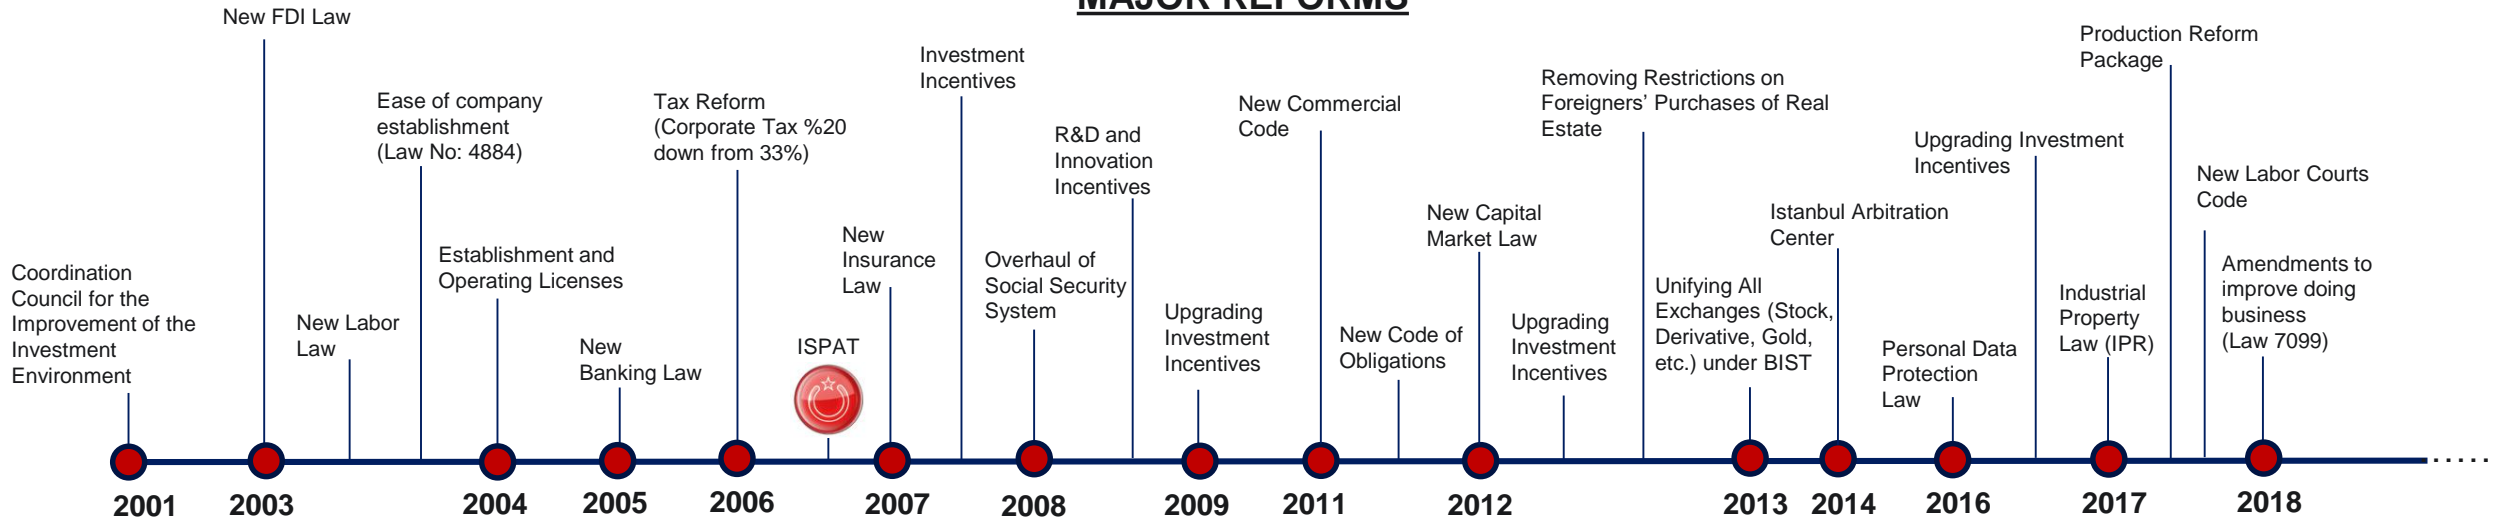 MAJOR REFORMS
New FDI Law
Coordination
Council for the
Improvement of the
Investment
Environment
New Labor
Law
Ease of company
establishment
(Law No: 4884)
Establishment and
Operating Licenses
New
Banking Law
Tax Reform
(Corporate Tax %20
down from 33%)
ISPAT
New
Insurance
Law
Investment
Incentives
Overhaul of
Social Security
System
R&D and
Innovation
Incentives
Upgrading
Investment
Incentives
New Commercial
Code
New Code of
Obligations
New Capital
Market Law
Upgrading
Investment
Incentives
Removing Restrictions on
Foreigners’ Purchases of Real
Estate
Unifying All
Exchanges (Stock,
Derivative, Gold,
etc.) under BIST
Istanbul Arbitration
Center
Personal Data
Protection
Law
Upgrading Investment
Incentives
Industrial
Property
Law (IPR)
Production Reform
Package
New Labor Courts
Code
Amendments to
improve doing
business
(Law 7099)
2001 2003 2004 2005 2006 2007 2008 2009 2011 2012 2013 2014 2016 2017 2018